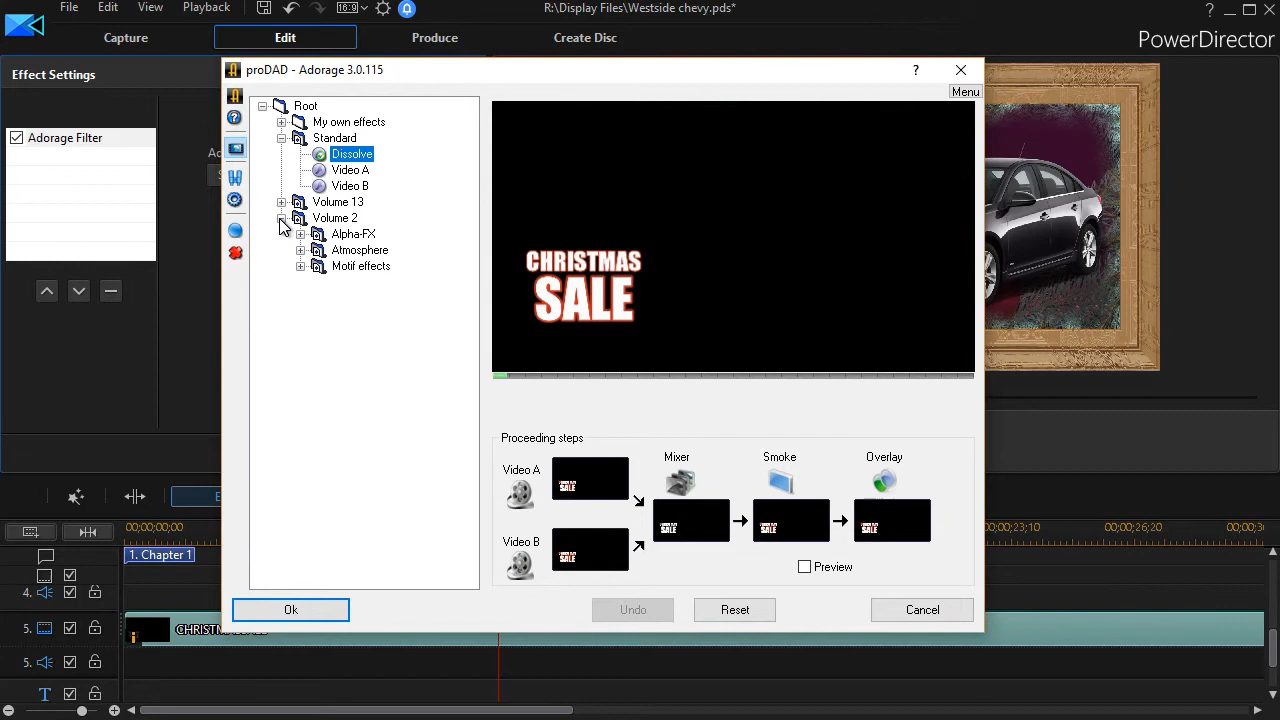 File Edit View Playback 16:9 R:\Display Files\Westside chevy.pds* ?
Capture Edit Produce Create Disc PowerDirector
Effect Settings
proDAD - Adorage 3.0.115 ?
Menu
Adorage Filter
Root
My own effects
Standard
Dissolve
Video A
Video B
Volume 13
Volume 2
Alpha-FX
Atmosphere
Motif effects
CHRISTMAS
SALE
Proceeding steps
Video A
Mixer Smoke Overlay
Video B
Preview
Ok Undo Reset Cancel
00;00;00;00 00;00;23;10 00;00;26;20
1. Chapter 1
4.
5.
5.
T